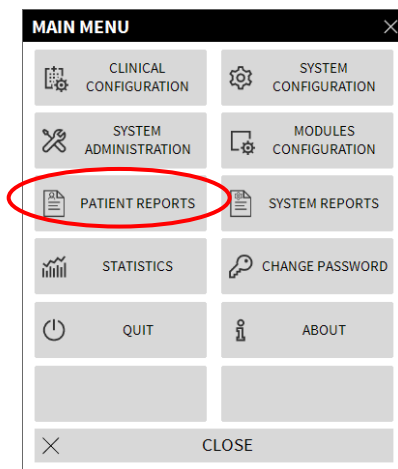 MAIN MENU
CLINICAL
CONFIGURATION
SYSTEM
CONFIGURATION
SYSTEM
ADMINISTRATION
MODULES
CONFIGURATION
PATIENT REPORTS
SYSTEM REPORTS
STATISTICS
CHANGE PASSWORD
QUIT
ABOUT
CLOSE